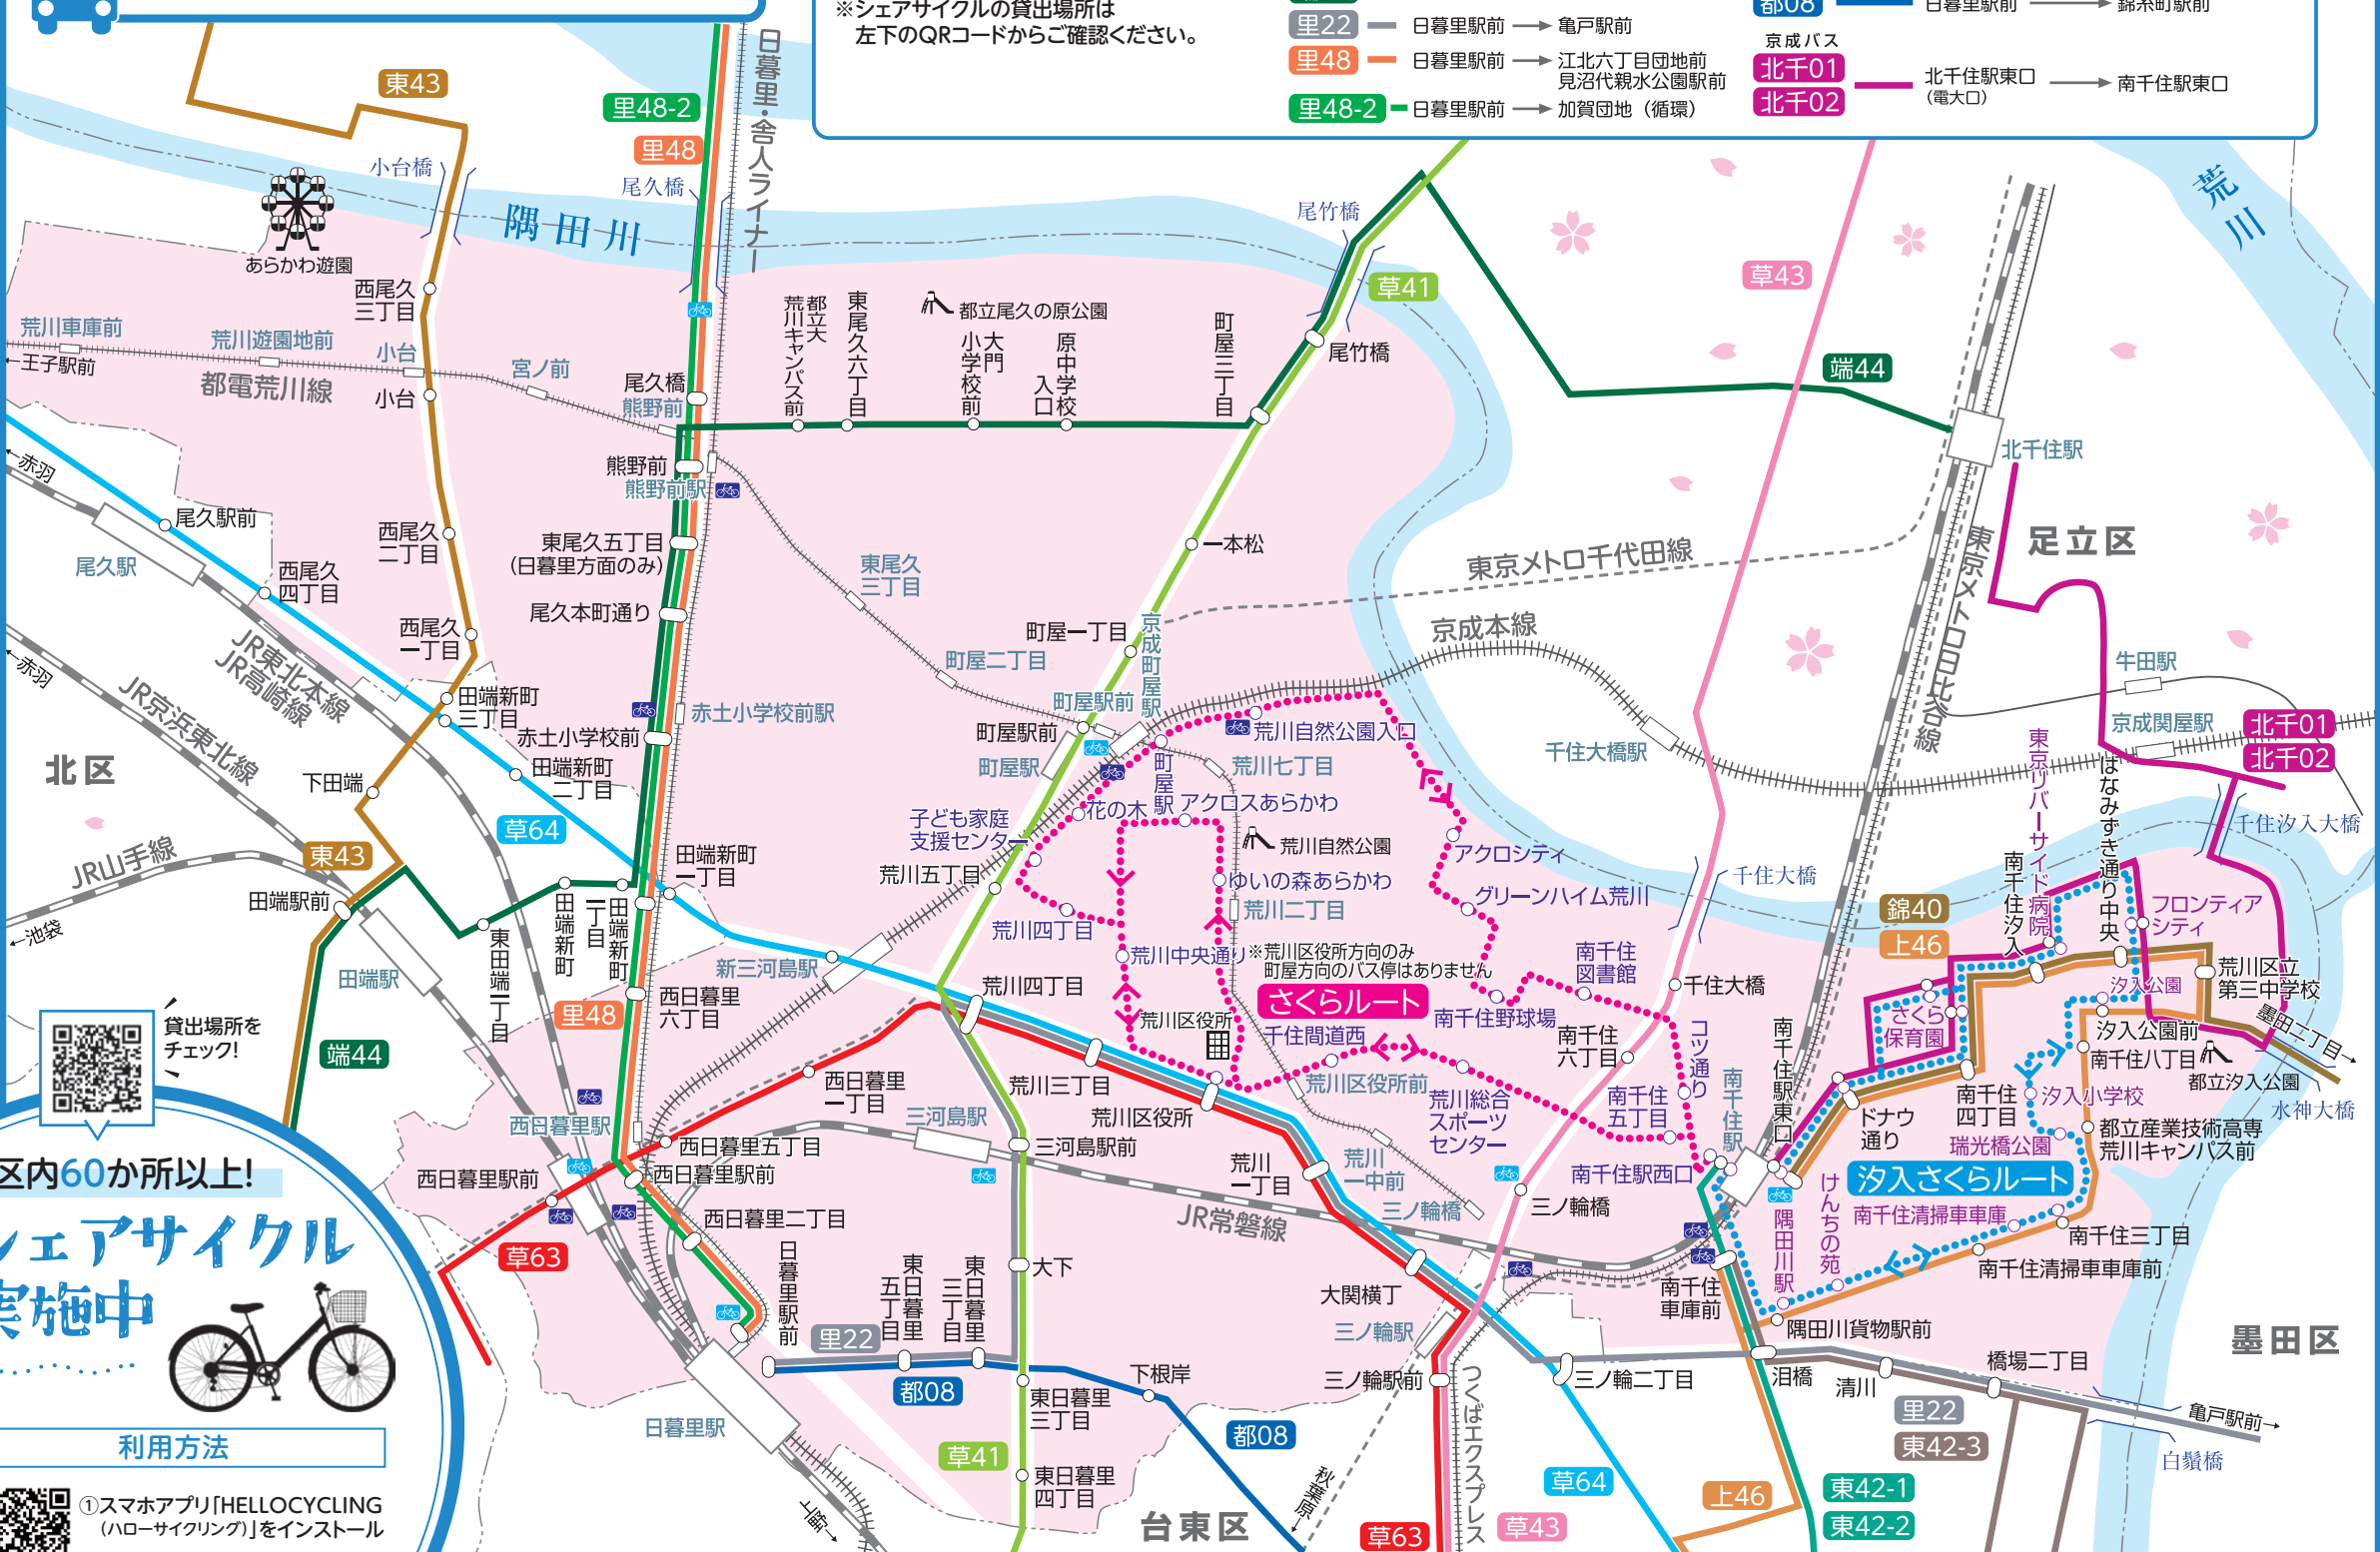 ※シェアサイクルの貸出場所は
左下のQRコードからご確認ください。
里22 日暮里駅前 → 亀戸駅前
里48 日暮里駅前 → 江北六丁目団地前
見沼代親水公園駅前
里48-2 日暮里駅前 → 加賀団地（循環）
都08 日暮里駅前 → 錦糸町駅前
京成バス
北千01
北千02
北千住駅東口
（電大口）
→ 南千住駅東口
東43
里48-2
里48
日暮里・舎人ライナー
小台橋
尾久橋
隅田川
尾竹橋
荒川
あらかわ遊園
西尾久
三丁目
荒川車庫前
←王子駅前
荒川遊園地前
都電荒川線
小台
小台
宮ノ前
尾久橋
熊野前
都立大
荒川キャンパス前
東尾久六丁目
都立尾久の原公園
大門
小学校前
原中学校
入口
町屋三丁目
尾竹橋
草41
草43
端44
北千住駅
足立区
←赤羽
尾久駅前
尾久駅
西尾久
四丁目
西尾久
二丁目
西尾久
一丁目
熊野前
熊野前駅
東尾久五丁目
（日暮里方面のみ）
尾久本町通り
東尾久
三丁目
一本松
東京メトロ千代田線
東京メトロ日比谷線
京成本線
町屋一丁目
京成町屋駅
町屋二丁目
町屋駅前
町屋駅前
町屋駅
←赤羽
JR東北本線
JR高崎線
JR京浜東北線
北区
JR山手線
←池袋
田端新町
三丁目
田端新町
二丁目
赤土小学校前駅
赤土小学校前
下田端
草64
東43
田端駅前
田端駅
東田端一丁目
田端新町
一丁目
田端新町
田端新町
一丁目
荒川自然公園入口
荒川七丁目
町屋駅
花の木
アクロスあらかわ
子ども家庭
支援センター
荒川五丁目
荒川自然公園
ゆいの森あらかわ
荒川二丁目
荒川四丁目
荒川中央通り
※荒川区役所方向のみ
町屋方向のバス停はありません
さくらルート
アクロシティ
グリーンハイム荒川
南千住
図書館
南千住野球場
千住大橋駅
千住大橋
千住大橋
牛田駅
京成関屋駅
北千01
北千02
千住汐入大橋
東京リバーサイド病院
南千住汐入
はなみずき通り中央
フロンティア
シティ
錦40
上46
荒川区立
第三中学校
汐入公園
汐入公園前
墨田二丁目→
さくら
保育園
南千住八丁目
都立汐入公園
水神大橋
汐入小学校
南千住
四丁目
瑞光橋公園
都立産業技術高専
荒川キャンパス前
汐入さくらルート
ドナウ
通り
南千住清掃車車庫
南千住三丁目
南千住清掃車車庫前
けんちの苑
隅田川駅
隅田川貨物駅前
南千住駅東口
南千住駅
コツ通り
南千住
六丁目
南千住
五丁目
南千住駅西口
南千住
車庫前
新三河島駅
荒川四丁目
里48
西日暮里
六丁目
端44
貸出場所を
チェック!
荒川区役所
千住間道西
荒川三丁目
荒川区役所
荒川区役所前
荒川総合
スポーツ
センター
西日暮里
一丁目
三河島駅
三河島駅前
西日暮里駅
西日暮里五丁目
西日暮里駅前
西日暮里駅前
西日暮里二丁目
荒川
一丁目
荒川
一中前
三ノ輪橋
三ノ輪橋
JR常磐線
区内60か所以上!
シェアサイクル
実施中
草63
日暮里駅前
里22
東日暮里
五丁目
東日暮里
三丁目
大下
都08
下根岸
東日暮里
三丁目
東日暮里
四丁目
草41
都08
日暮里駅
上野→
大関横丁
三ノ輪駅
三ノ輪駅前
三ノ輪二丁目
泪橋
清川
橋場二丁目
墨田区
里22
東42-3
亀戸駅前→
白鬚橋
つくばエクスプレス
秋葉原←
台東区
草63
草43
草64
上46
東42-1
東42-2
利用方法
①スマホアプリ「HELLOCYCLING
（ハローサイクリング）」をインストール